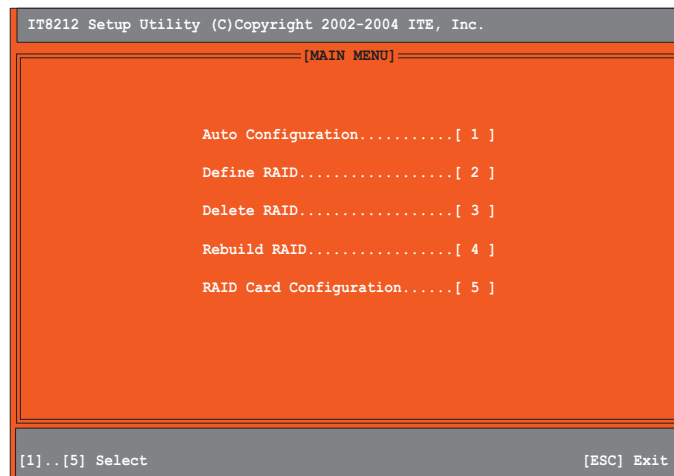 IT8212 Setup Utility (C)Copyright 2002-2004 ITE, Inc.
[MAIN MENU]
Auto Configuration...........[ 1 ]
Define RAID..................[ 2 ]
Delete RAID..................[ 3 ]
Rebuild RAID.................[ 4 ]
RAID Card Configuration......[ 5 ]
[1]..[5] Select [ESC] Exit